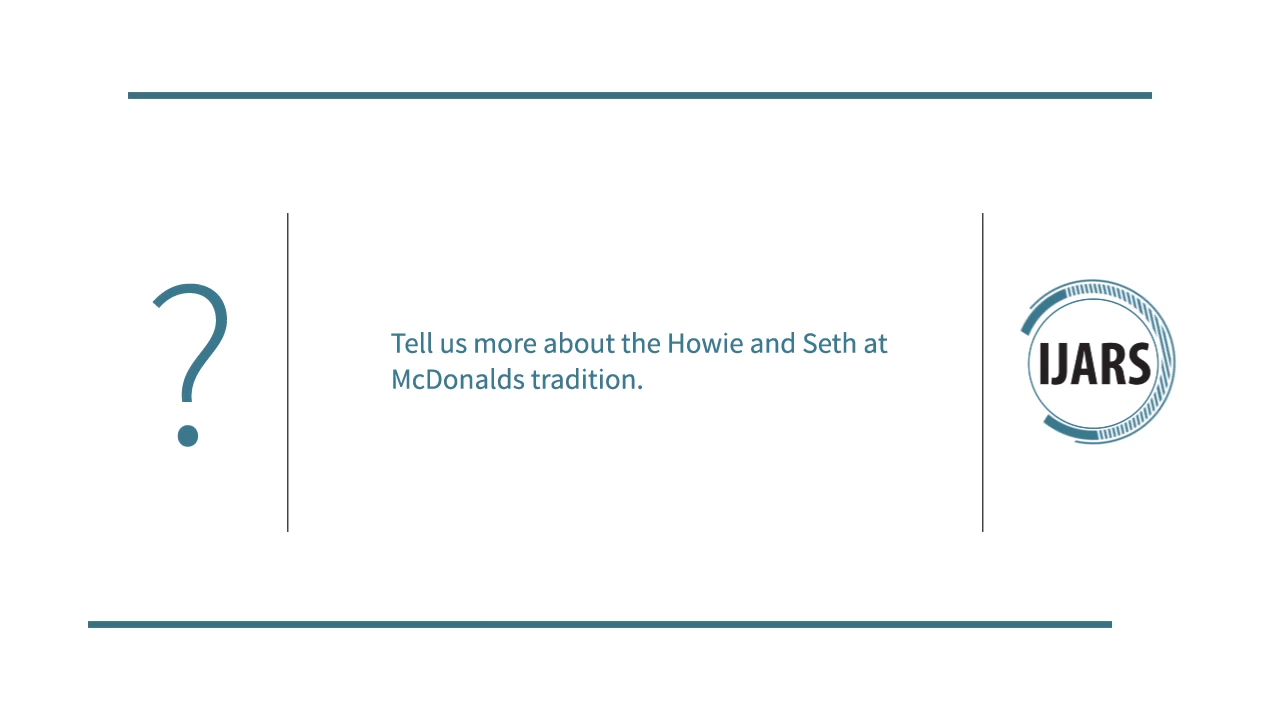 ?
Tell us more about the Howie and Seth at
McDonalds tradition.
IJARS